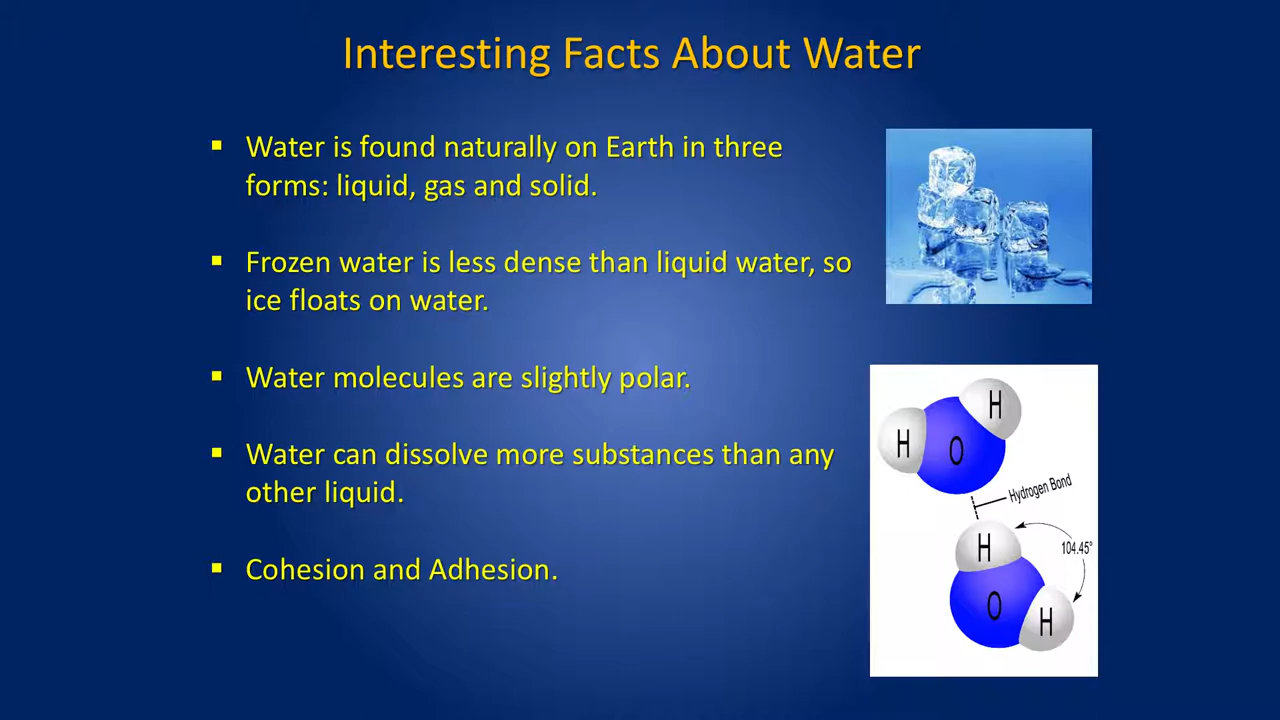 Interesting Facts About Water
▪ Water is found naturally on Earth in three
forms: liquid, gas and solid.
▪ Frozen water is less dense than liquid water, so
ice floats on water.
▪ Water molecules are slightly polar.
▪ Water can dissolve more substances than any
other liquid.
▪ Cohesion and Adhesion.
H
H
O
Hydrogen Bond
H
104.45°
O
H